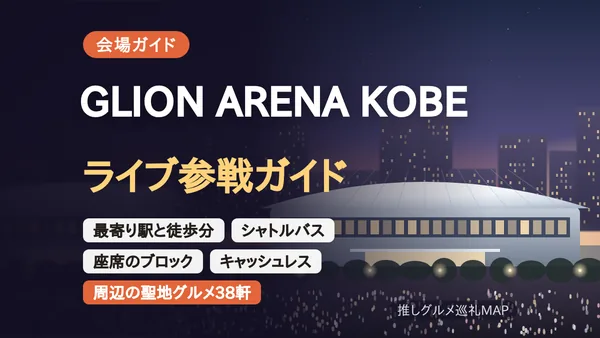 会場ガイド
GLION ARENA KOBE
ライブ参戦ガイド
最寄り駅と徒歩分 シャトルバス
座席のブロック キャッシュレス
周辺の聖地グルメ38軒
推しグルメ巡礼MAP